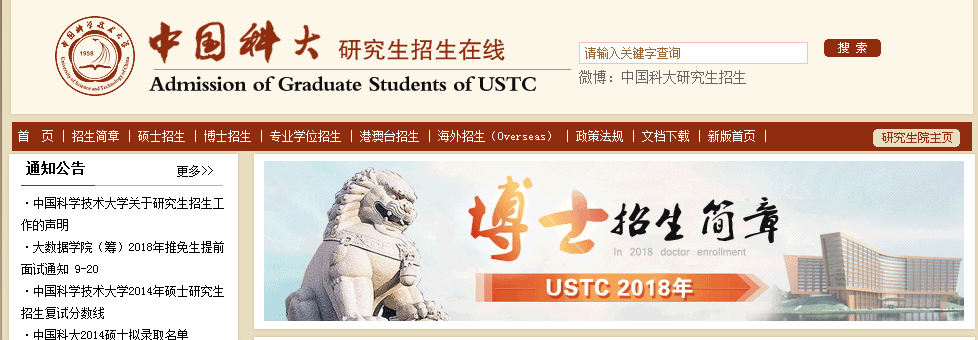 中国科学技术大学
1958
University of Science and Technology of China
中国科大 研究生招生在线
Admission of Graduate Students of USTC
请输入关键字查询
搜 索
微博：中国科大研究生招生
首 页 | 招生简章 | 硕士招生 | 博士招生 | 专业学位招生 | 港澳台招生 | 海外招生（Overseas） | 政策法规 | 文档下载 | 新版首页 |
研究生院主页
通知公告
更多>>
·中国科学技术大学关于研究生招生工
作的声明
·大数据学院（筹）2018年推免生提前
面试通知 9-20
·中国科学技术大学2014年硕士研究生
招生复试分数线
·中国科大2014硕士拟录取名单
博士招生简章
In 2018 doctor enrollment
USTC 2018年